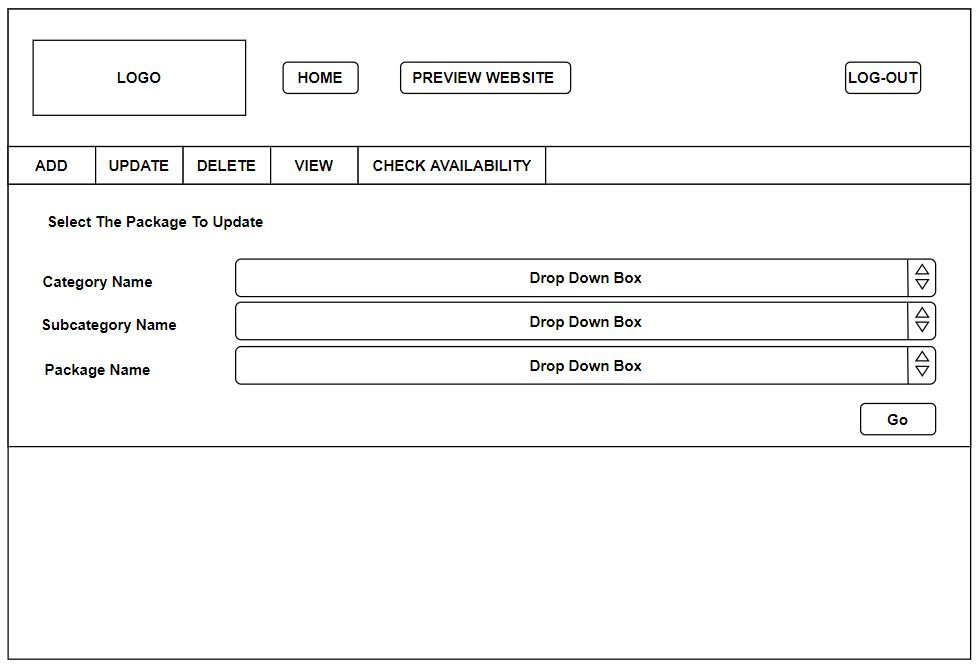 LOGO HOME PREVIEW WEBSITE LOG-OUT
ADD UPDATE DELETE VIEW CHECK AVAILABILITY
Select The Package To Update
Category Name Drop Down Box
Subcategory Name Drop Down Box
Package Name Drop Down Box
Go